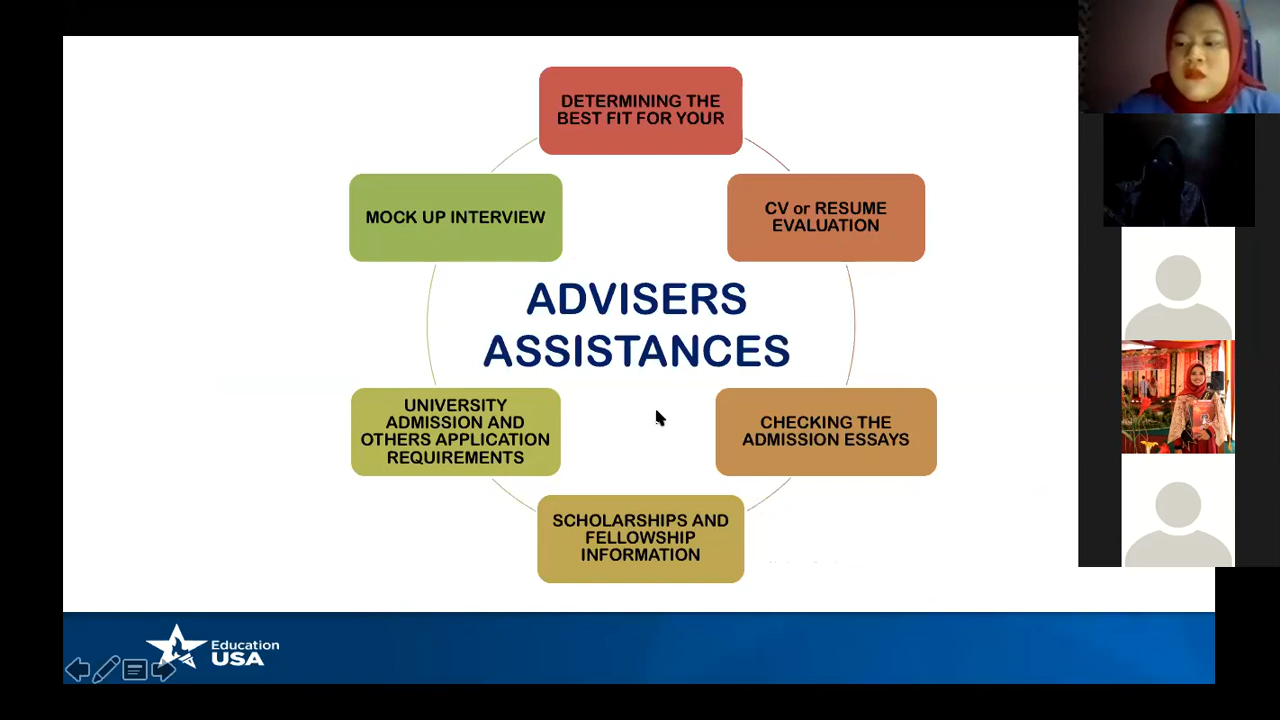 DETERMINING THE
BEST FIT FOR YOUR
MOCK UP INTERVIEW
CV or RESUME
EVALUATION
ADVISERS
ASSISTANCES
UNIVERSITY
ADMISSION AND
OTHERS APPLICATION
REQUIREMENTS
CHECKING THE
ADMISSION ESSAYS
SCHOLARSHIPS AND
FELLOWSHIP
INFORMATION
Education
USA